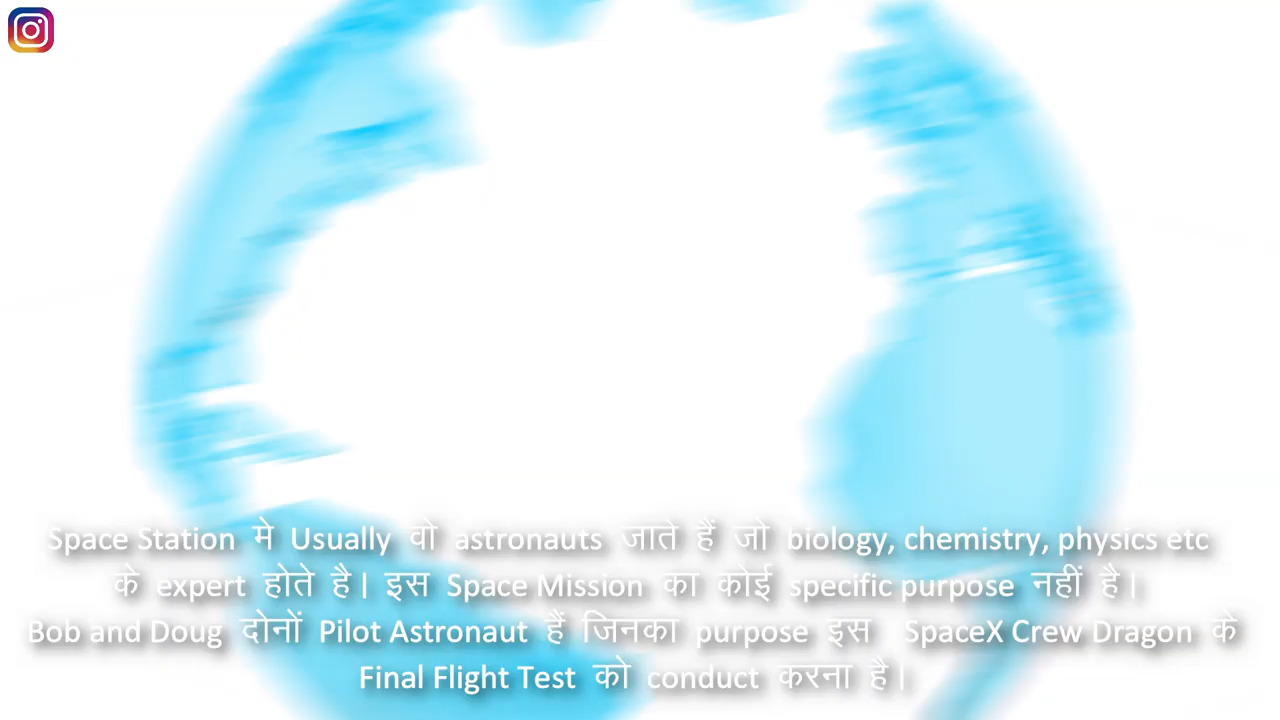 Space Station मे Usually वो astronauts जाते हैं जो biology, chemistry, physics etc
के expert होते है। इस Space Mission का कोई specific purpose नहीं है।
Bob and Doug दोनों Pilot Astronaut हैं जिनका purpose इस SpaceX Crew Dragon के
Final Flight Test को conduct करना है।